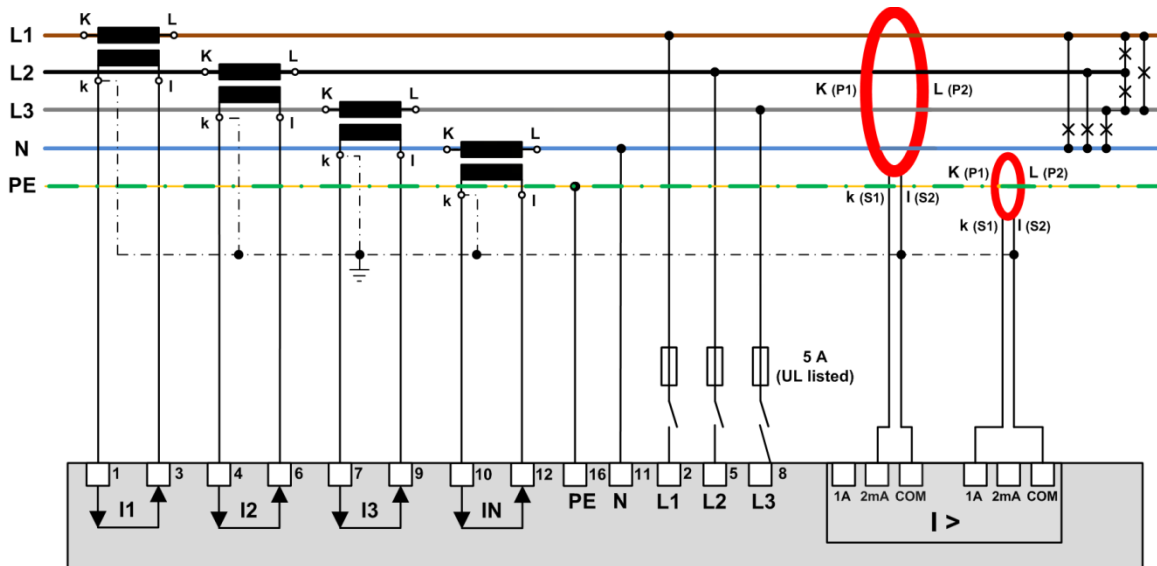 K L
L1
K L
L2
k l
K (P1) L (P2)
K L
L3
k l
K L
N
k l
K (P1) L (P2)
PE
k (S1) l (S2)
k l
k (S1) l (S2)
5 A
(UL listed)
1 3 4 6 7 9 10 12 16 11 2 5 8
I1 I2 I3 IN PE N L1 L2 L3
1A 2mA COM 1A 2mA COM
I >